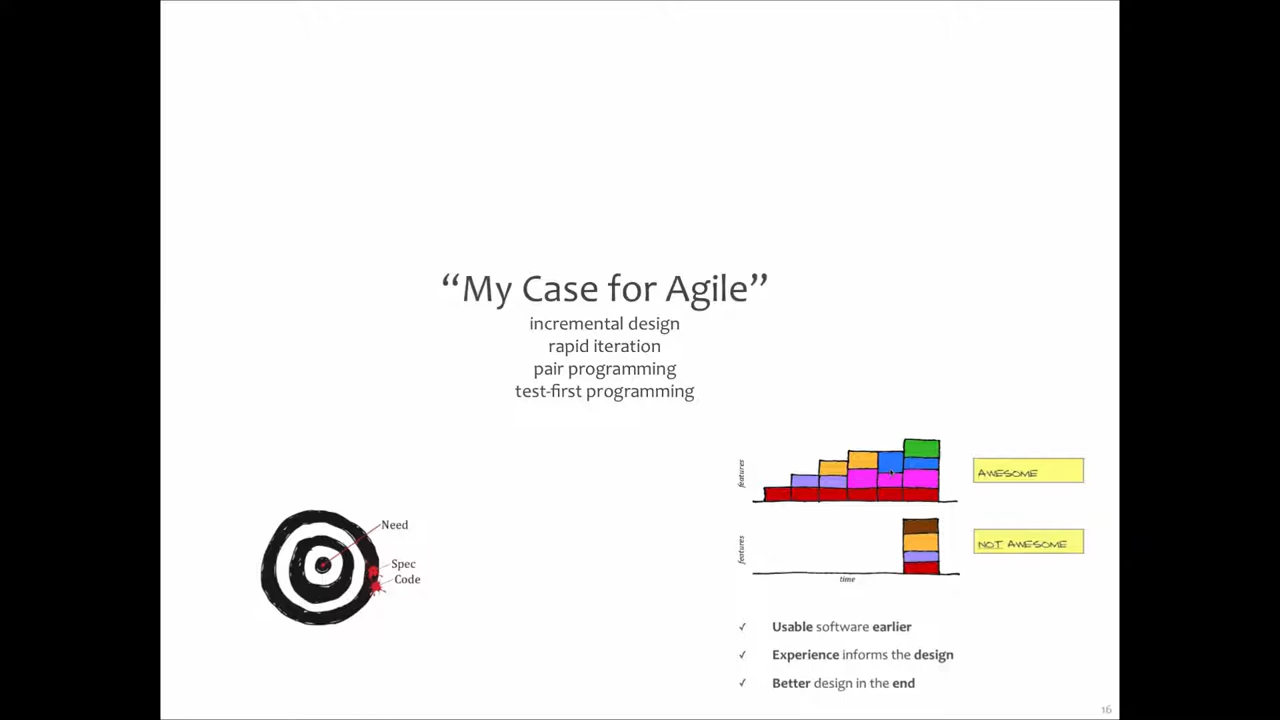 “My Case for Agile”
incremental design
rapid iteration
pair programming
test-first programming
features
AWESOME
Need
Spec
Code
features
NOT AWESOME
time
✓ Usable software earlier
✓ Experience informs the design
✓ Better design in the end
16